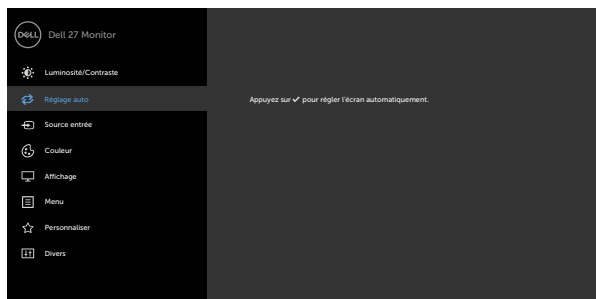 DELL
Dell 27 Monitor
Luminosité/Contraste
Réglage auto
Appuyez sur ✔ pour régler l'écran automatiquement.
Source entrée
Couleur
Affichage
Menu
Personnaliser
Divers